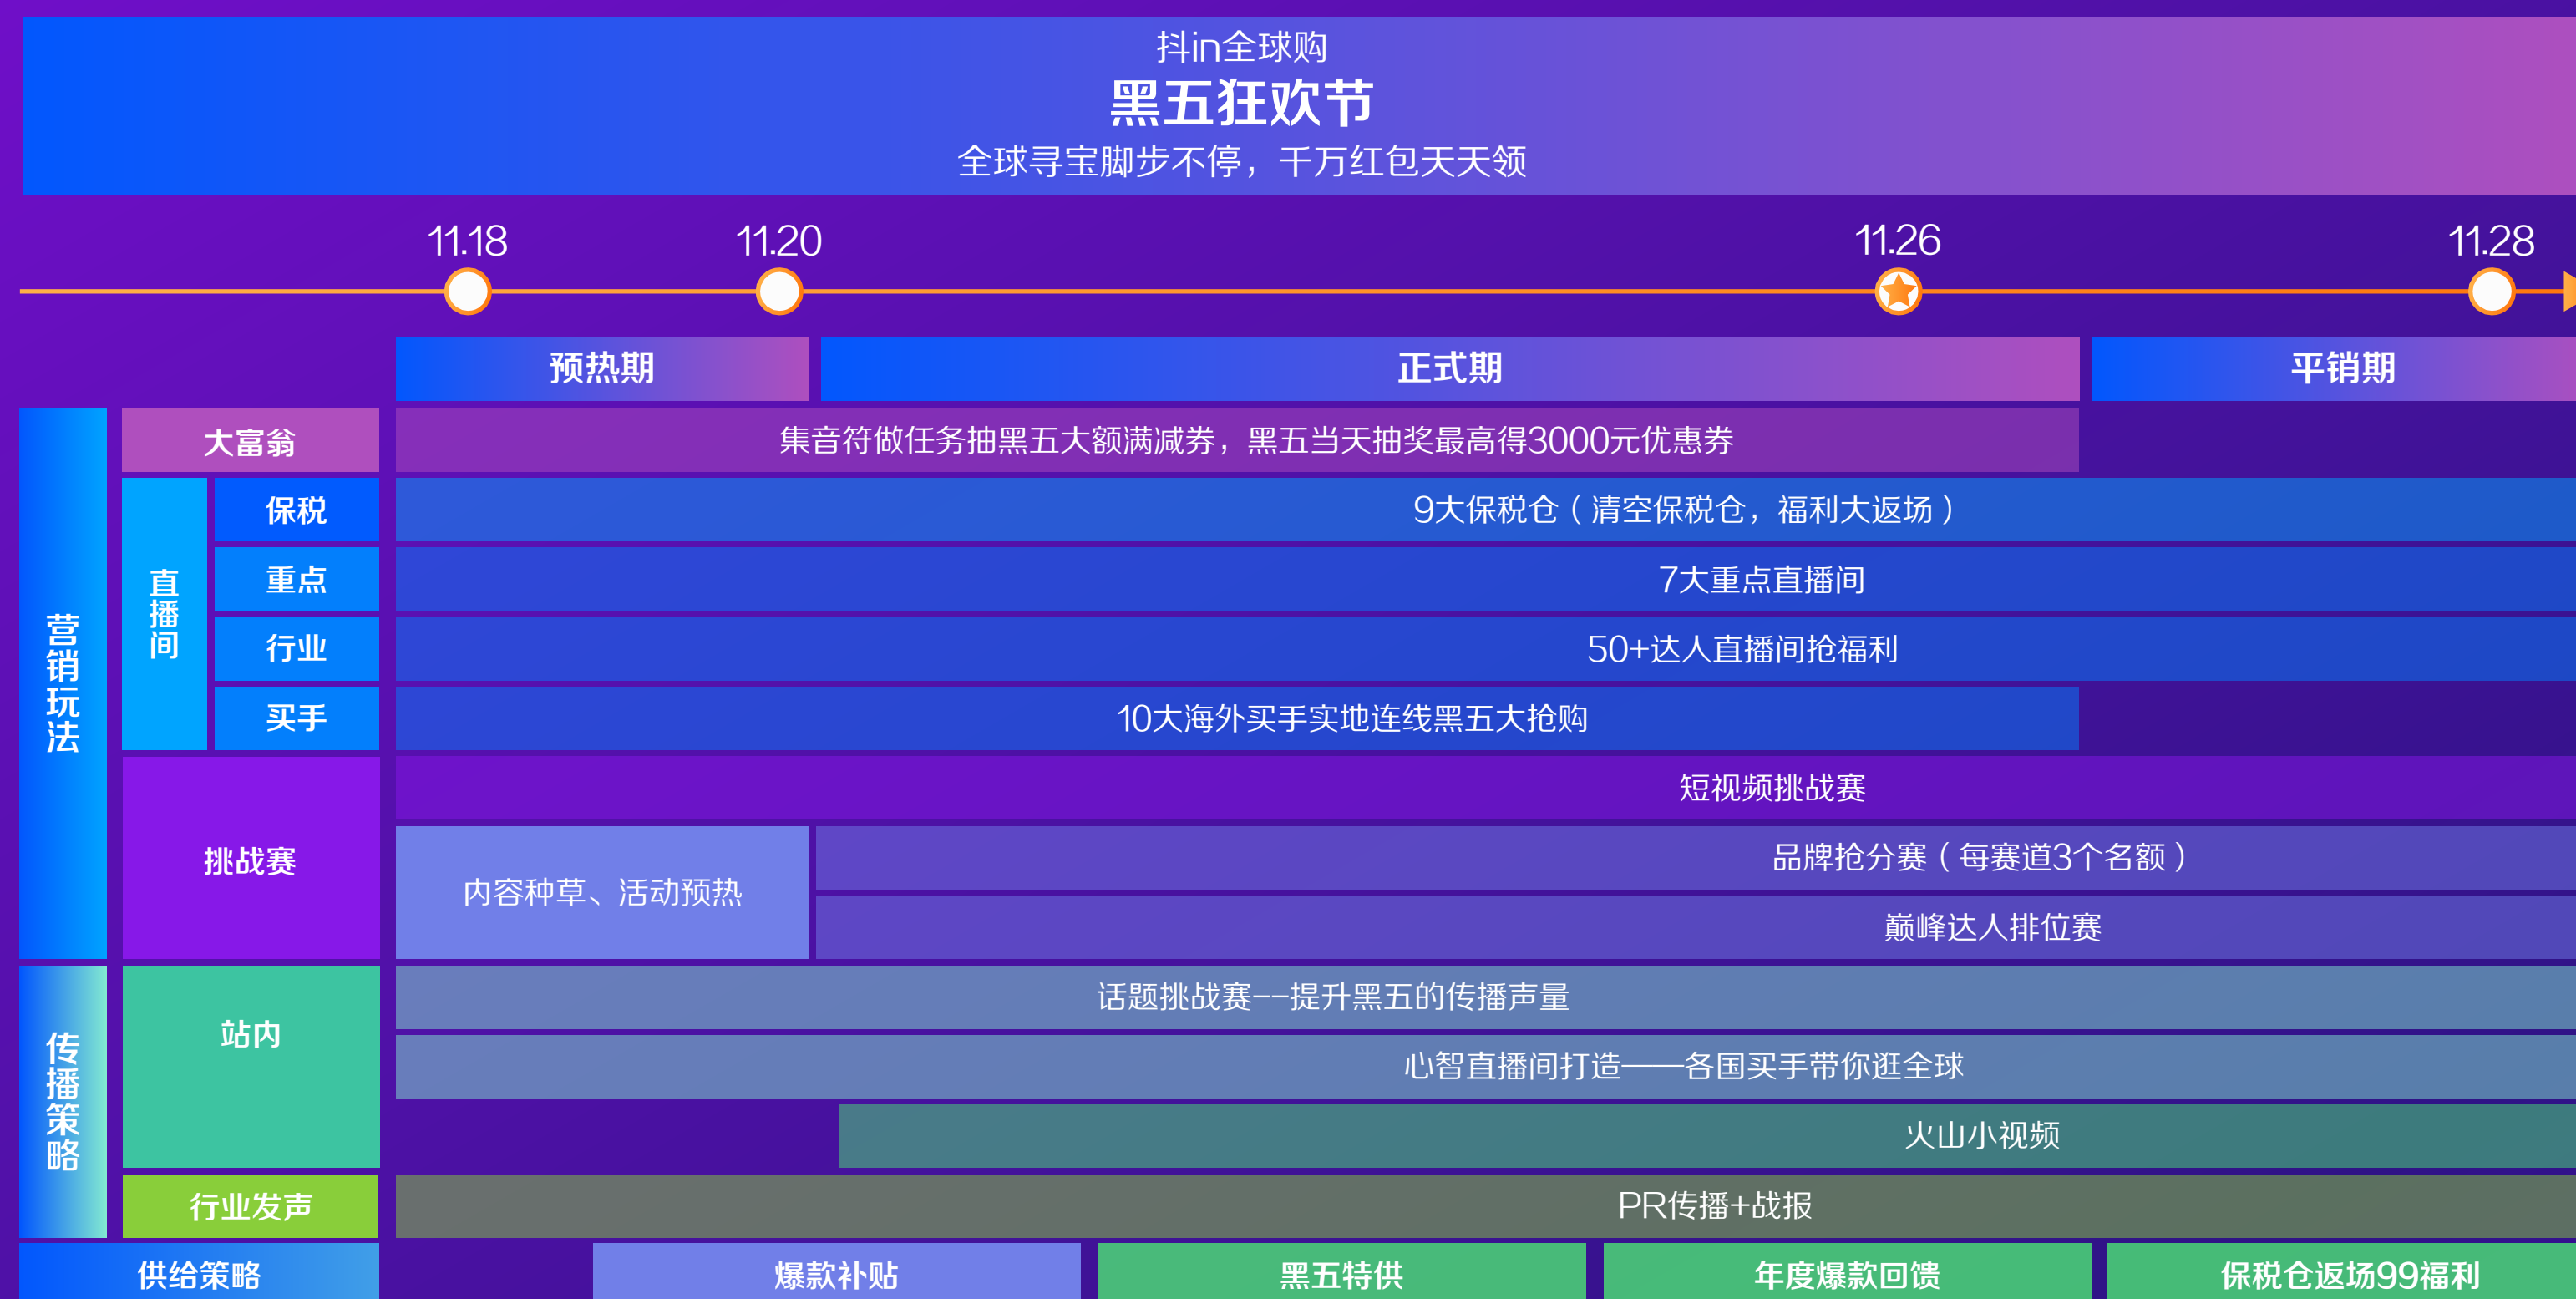 抖in全球购
黑五狂欢节
全球寻宝脚步不停，千万红包天天领
11.18
11.20
11.26
11.28
预热期
正式期
平销期
营销玩法
大富翁
集音符做任务抽黑五大额满减券，黑五当天抽奖最高得3000元优惠券
直播间
保税
9大保税仓（清空保税仓，福利大返场）
重点
7大重点直播间
行业
50+达人直播间抢福利
买手
10大海外买手实地连线黑五大抢购
挑战赛
短视频挑战赛
内容种草、活动预热
品牌抢分赛（每赛道3个名额）
巅峰达人排位赛
传播策略
站内
话题挑战赛--提升黑五的传播声量
心智直播间打造——各国买手带你逛全球
火山小视频
行业发声
PR传播+战报
供给策略
爆款补贴
黑五特供
年度爆款回馈
保税仓返场99福利